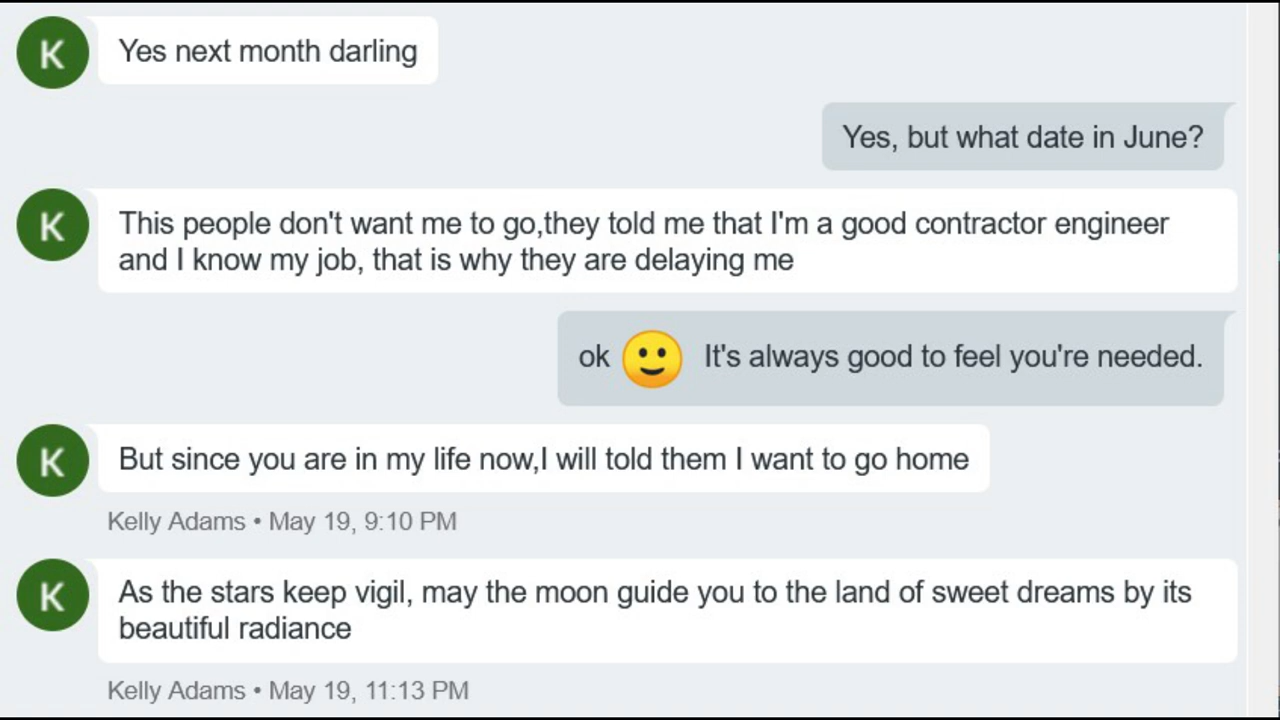 K
Yes next month darling
Yes, but what date in June?
K
This people don't want me to go,they told me that I'm a good contractor engineer
and I know my job, that is why they are delaying me
ok 🙂 It's always good to feel you're needed.
K
But since you are in my life now,I will told them I want to go home
Kelly Adams • May 19, 9:10 PM
K
As the stars keep vigil, may the moon guide you to the land of sweet dreams by its
beautiful radiance
Kelly Adams • May 19, 11:13 PM